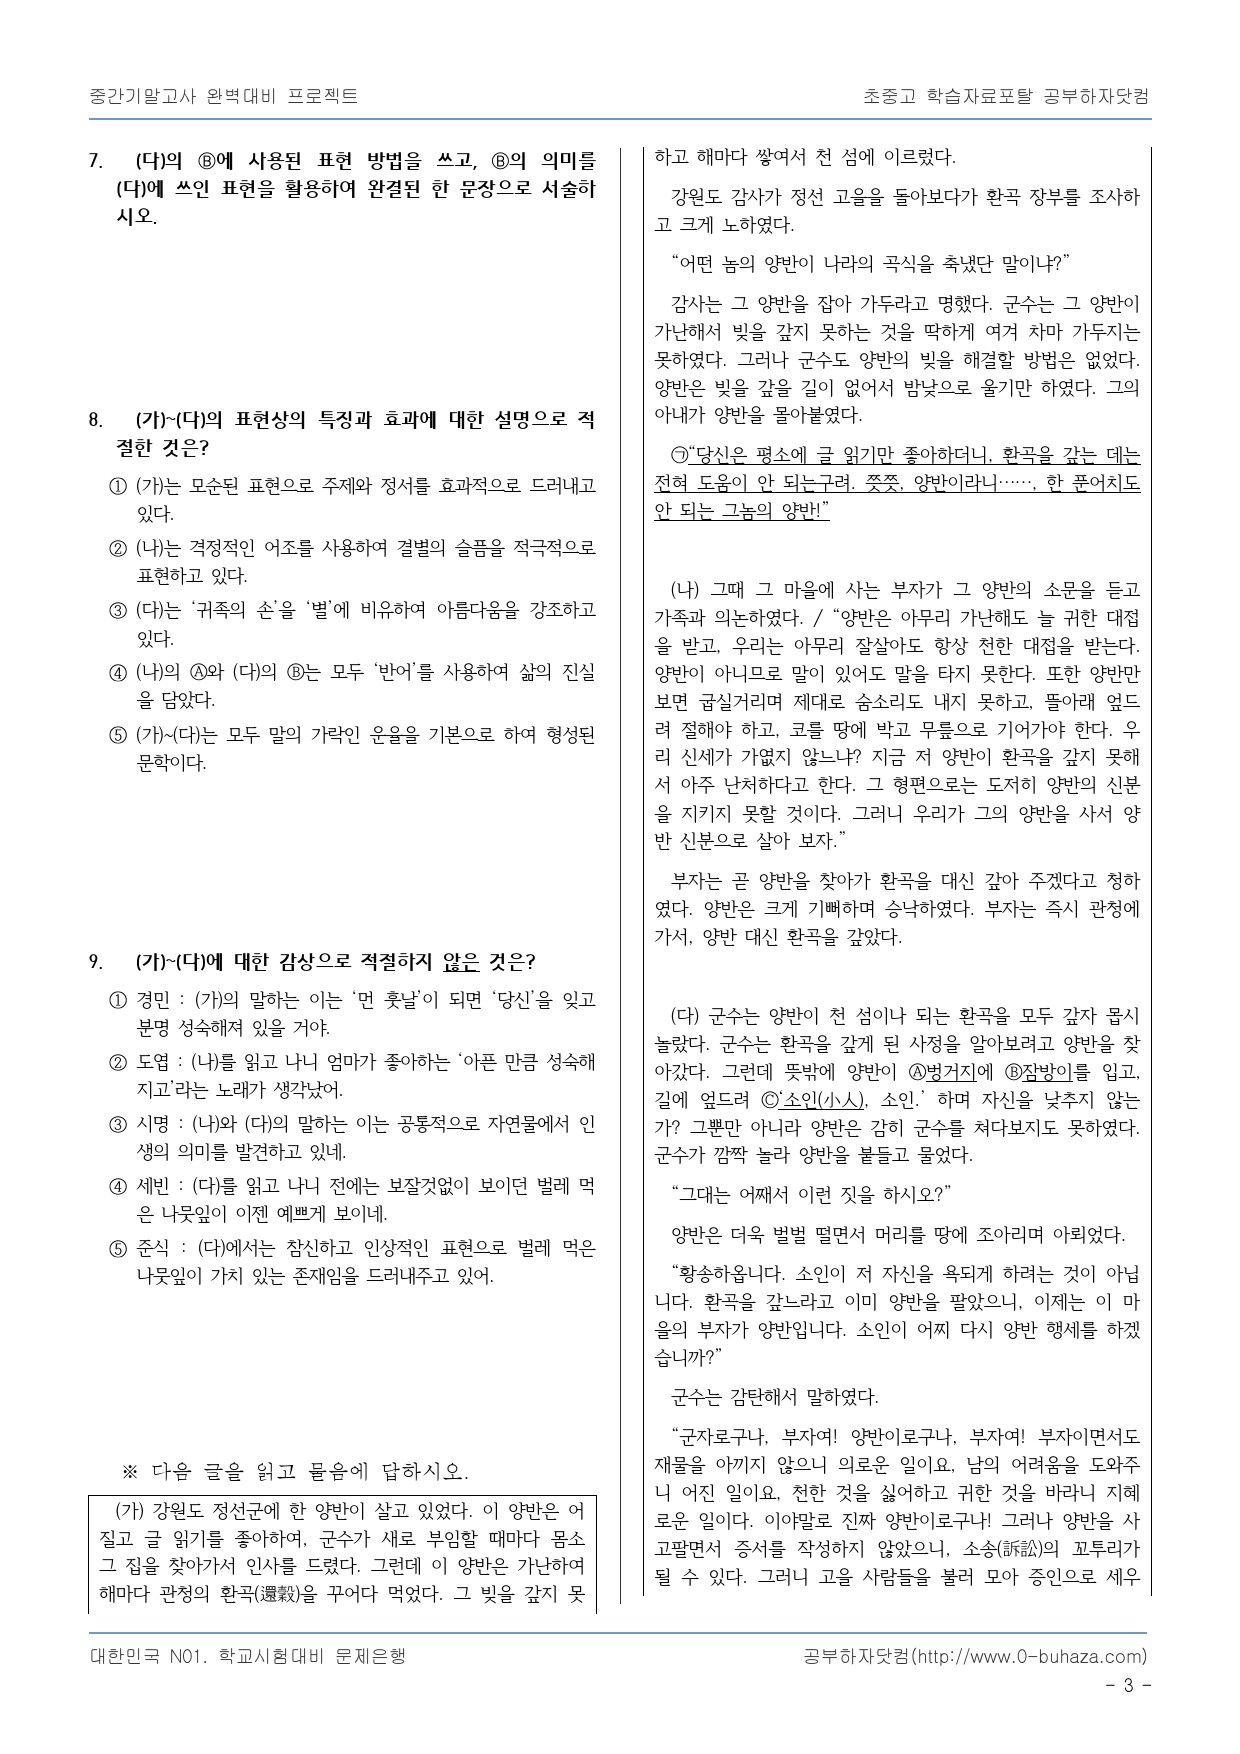 중간기말고사 완벽대비 프로젝트
초중고 학습자료포탈 공부하자닷컴
7. (다)의 Ⓑ에 사용된 표현 방법을 쓰고, Ⓑ의 의미를
(다)에 쓰인 표현을 활용하여 완결된 한 문장으로 서술하
시오.
8. (가)~(다)의 표현상의 특징과 효과에 대한 설명으로 적
절한 것은?
① (가)는 모순된 표현으로 주제와 정서를 효과적으로 드러내고
있다.
② (나)는 격정적인 어조를 사용하여 결별의 슬픔을 적극적으로
표현하고 있다.
③ (다)는 ‘귀족의 손’을 ‘별’에 비유하여 아름다움을 강조하고
있다.
④ (나)의 Ⓐ와 (다)의 Ⓑ는 모두 ‘반어’를 사용하여 삶의 진실
을 담았다.
⑤ (가)~(다)는 모두 말의 가락인 운율을 기본으로 하여 형성된
문학이다.
9. (가)~(다)에 대한 감상으로 적절하지 않은 것은?
① 경민 : (가)의 말하는 이는 ‘먼 훗날’이 되면 ‘당신’을 잊고
분명 성숙해져 있을 거야.
② 도엽 : (나)를 읽고 나니 엄마가 좋아하는 ‘아픈 만큼 성숙해
지고’라는 노래가 생각났어.
③ 시명 : (나)와 (다)의 말하는 이는 공통적으로 자연물에서 인
생의 의미를 발견하고 있네.
④ 세빈 : (다)를 읽고 나니 전에는 보잘것없이 보이던 벌레 먹
은 나뭇잎이 이젠 예쁘게 보이네.
⑤ 준식 : (다)에서는 참신하고 인상적인 표현으로 벌레 먹은
나뭇잎이 가치 있는 존재임을 드러내주고 있어.
※ 다음 글을 읽고 물음에 답하시오.
(가) 강원도 정선군에 한 양반이 살고 있었다. 이 양반은 어
질고 글 읽기를 좋아하여, 군수가 새로 부임할 때마다 몸소
그 집을 찾아가서 인사를 드렸다. 그런데 이 양반은 가난하여
해마다 관청의 환곡(還穀)을 꾸어다 먹었다. 그 빚을 갚지 못
하고 해마다 쌓여서 천 섬에 이르렀다.
강원도 감사가 정선 고을을 돌아보다가 환곡 장부를 조사하
고 크게 노하였다.
“어떤 놈의 양반이 나라의 곡식을 축냈단 말이냐?”
감사는 그 양반을 잡아 가두라고 명했다. 군수는 그 양반이
가난해서 빚을 갚지 못하는 것을 딱하게 여겨 차마 가두지는
못하였다. 그러나 군수도 양반의 빚을 해결할 방법은 없었다.
양반은 빚을 갚을 길이 없어서 밤낮으로 울기만 하였다. 그의
아내가 양반을 몰아붙였다.
㉠“당신은 평소에 글 읽기만 좋아하더니, 환곡을 갚는 데는
전혀 도움이 안 되는구려. 쯧쯧, 양반이라니……, 한 푼어치도
안 되는 그놈의 양반!”
(나) 그때 그 마을에 사는 부자가 그 양반의 소문을 듣고
가족과 의논하였다. / “양반은 아무리 가난해도 늘 귀한 대접
을 받고, 우리는 아무리 잘살아도 항상 천한 대접을 받는다.
양반이 아니므로 말이 있어도 말을 타지 못한다. 또한 양반만
보면 굽실거리며 제대로 숨소리도 내지 못하고, 뜰아래 엎드
려 절해야 하고, 코를 땅에 박고 무릎으로 기어가야 한다. 우
리 신세가 가엾지 않느냐? 지금 저 양반이 환곡을 갚지 못해
서 아주 난처하다고 한다. 그 형편으로는 도저히 양반의 신분
을 지키지 못할 것이다. 그러니 우리가 그의 양반을 사서 양
반 신분으로 살아 보자.”
부자는 곧 양반을 찾아가 환곡을 대신 갚아 주겠다고 청하
였다. 양반은 크게 기뻐하며 승낙하였다. 부자는 즉시 관청에
가서, 양반 대신 환곡을 갚았다.
(다) 군수는 양반이 천 섬이나 되는 환곡을 모두 갚자 몹시
놀랐다. 군수는 환곡을 갚게 된 사정을 알아보려고 양반을 찾
아갔다. 그런데 뜻밖에 양반이 Ⓐ벙거지에 Ⓑ잠방이를 입고,
길에 엎드려 Ⓒ‘소인(小人), 소인.’ 하며 자신을 낮추지 않는
가? 그뿐만 아니라 양반은 감히 군수를 쳐다보지도 못하였다.
군수가 깜짝 놀라 양반을 붙들고 물었다.
“그대는 어째서 이런 짓을 하시오?”
양반은 더욱 벌벌 떨면서 머리를 땅에 조아리며 아뢰었다.
“황송하옵니다. 소인이 저 자신을 욕되게 하려는 것이 아닙
니다. 환곡을 갚느라고 이미 양반을 팔았으니, 이제는 이 마
을의 부자가 양반입니다. 소인이 어찌 다시 양반 행세를 하겠
습니까?”
군수는 감탄해서 말하였다.
“군자로구나, 부자여! 양반이로구나, 부자여! 부자이면서도
재물을 아끼지 않으니 의로운 일이요, 남의 어려움을 도와주
니 어진 일이요, 천한 것을 싫어하고 귀한 것을 바라니 지혜
로운 일이다. 이야말로 진짜 양반이로구나! 그러나 양반을 사
고팔면서 증서를 작성하지 않았으니, 소송(訴訟)의 꼬투리가
될 수 있다. 그러니 고을 사람들을 불러 모아 증인으로 세우
대한민국 N01. 학교시험대비 문제은행
공부하자닷컴(http://www.0-buhaza.com)
- 3 -